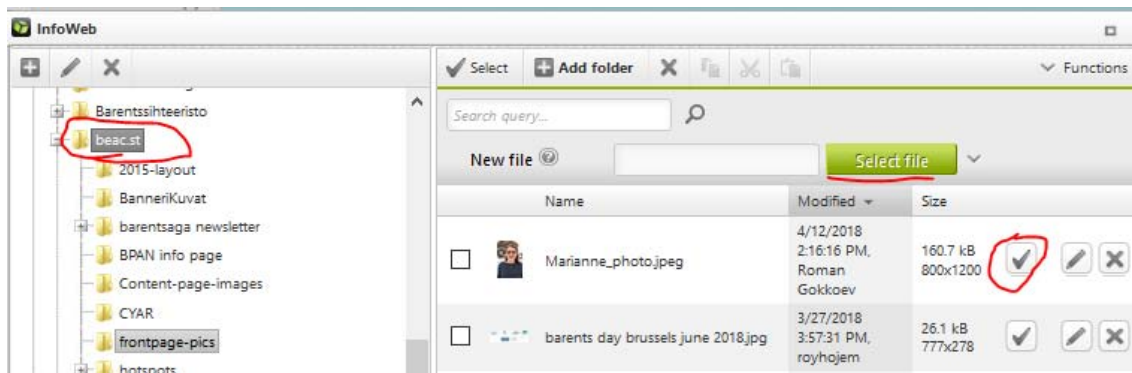 InfoWeb
Select Add folder Functions
Barentssihteeristo
beac.st
2015-layout
BanneriKuvat
barentsaga newsletter
BPAN info page
Content-page-images
CYAR
frontpage-pics
hotspots
Search query...
New file Select file
Name Modified Size
Marianne_photo.jpeg
4/12/2018
2:16:16 PM,
Roman
Gokkoev
160.7 kB
800x1200
barents day brussels june 2018.jpg
3/27/2018
3:57:31 PM,
royhojem
26.1 kB
777x278